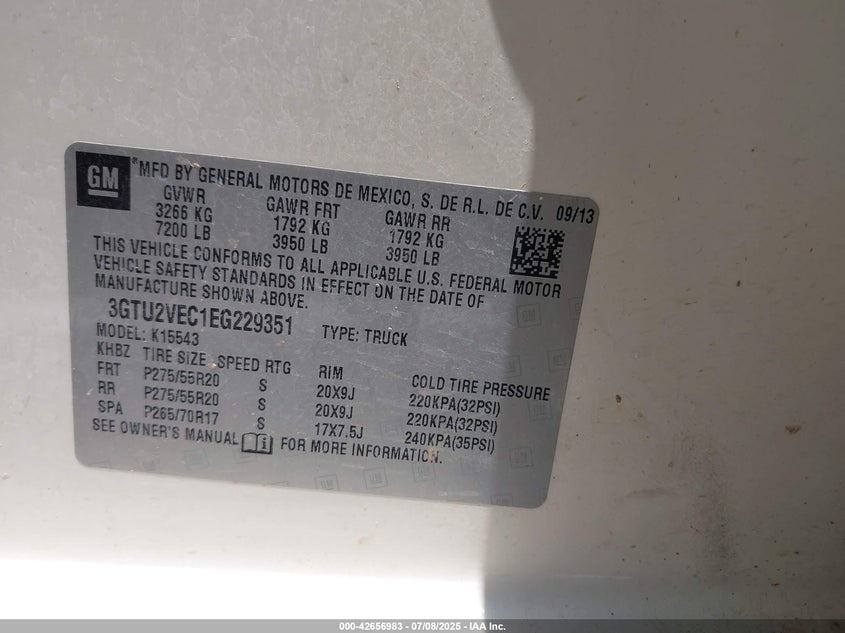 GM
*MFD BY GENERAL MOTORS DE MEXICO, S. DE R.L. DE C.V. 09/13
GVWR GAWR FRT GAWR RR
3266 KG 1792 KG 1792 KG
7200 LB 3950 LB 3950 LB
THIS VEHICLE CONFORMS TO ALL APPLICABLE U.S. FEDERAL MOTOR
VEHICLE SAFETY STANDARDS IN EFFECT ON THE DATE OF
MANUFACTURE SHOWN ABOVE.
3GTU2VEC1EG229351 TYPE: TRUCK
MODEL: K15543
KHBZ TIRE SIZE SPEED RTG RIM COLD TIRE PRESSURE
FRT P275/55R20 S 20X9J 220KPA(32PSI)
RR P275/55R20 S 20X9J 220KPA(32PSI)
SPA P265/70R17 S 17X7.5J 240KPA(35PSI)
SEE OWNER'S MANUAL FOR MORE INFORMATION.
000-42656983 - 07/08/2025 - IAA Inc.